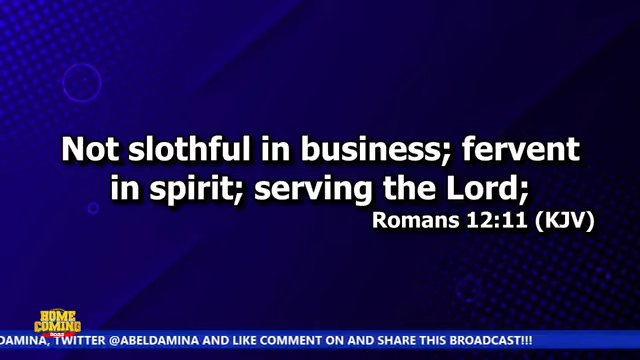 Not slothful in business; fervent
in spirit; serving the Lord;
Romans 12:11 (KJV)
HOME
COMING
2022
DAMINA, TWITTER @ABELDAMINA AND LIKE COMMENT ON AND SHARE THIS BROADCAST!!!